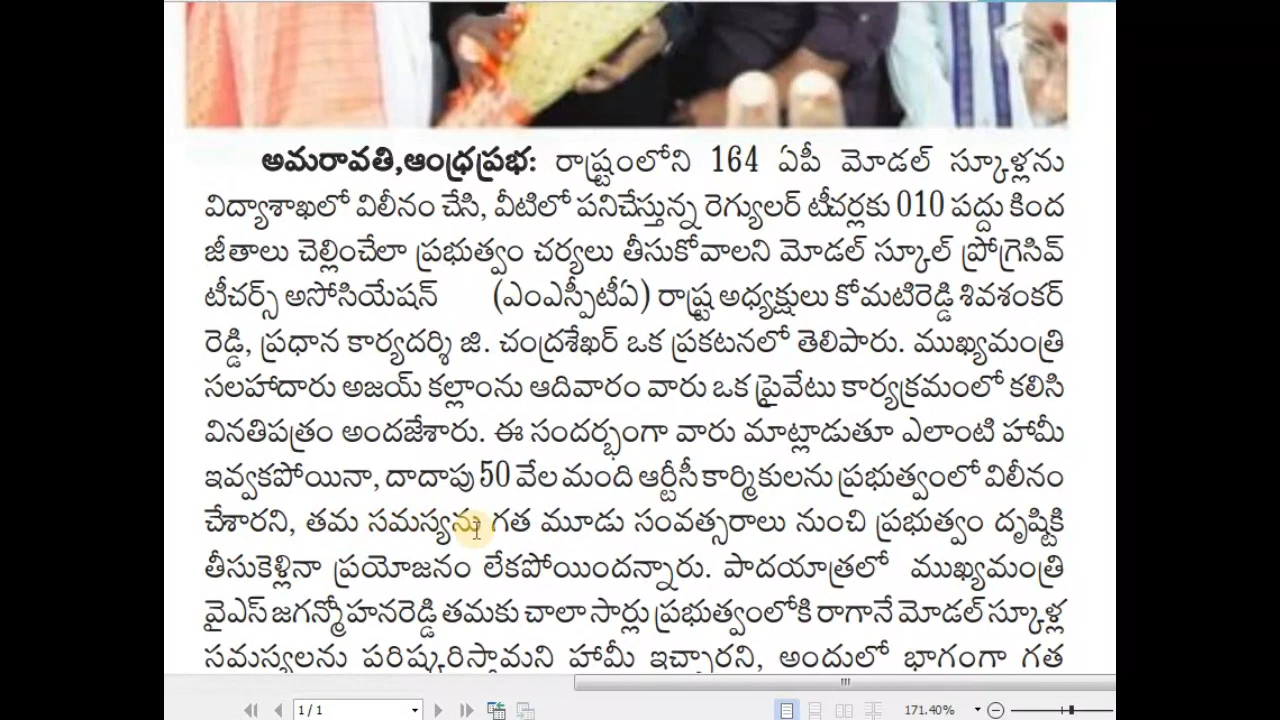 అమరావతి,ఆంధ్రప్రభ: రాష్ట్రంలోని 164 ఏపీ మోడల్ స్కూళ్లను
విద్యాశాఖలో విలీనం చేసి, వీటిలో పనిచేస్తున్న రెగ్యులర్ టీచర్లకు 010 పద్దు కింద
జీతాలు చెల్లించేలా ప్రభుత్వం చర్యలు తీసుకోవాలని మోడల్ స్కూల్ ప్రోగ్రెసివ్
టీచర్స్ అసోసియేషన్ (ఎంఎస్పీటీఏ) రాష్ట్ర అధ్యక్షులు కోమటిరెడ్డి శివశంకర్
రెడ్డి, ప్రధాన కార్యదర్శి జి. చంద్రశేఖర్ ఒక ప్రకటనలో తెలిపారు. ముఖ్యమంత్రి
సలహాదారు అజయ్ కల్లాంను ఆదివారం వారు ఒక ప్రైవేటు కార్యక్రమంలో కలిసి
వినతిపత్రం అందజేశారు. ఈ సందర్భంగా వారు మాట్లాడుతూ ఎలాంటి హామీ
ఇవ్వకపోయినా, దాదాపు 50 వేల మంది ఆర్టీసీ కార్మికులను ప్రభుత్వంలో విలీనం
చేశారని, తమ సమస్యను గత మూడు సంవత్సరాలు నుంచి ప్రభుత్వం దృష్టికి
తీసుకెళ్లినా ప్రయోజనం లేకపోయిందన్నారు. పాదయాత్రలో ముఖ్యమంత్రి
వైఎస్ జగన్మోహనరెడ్డి తమకు చాలా సార్లు ప్రభుత్వంలోకి రాగానే మోడల్ స్కూళ్ల
సమస్యలను పరిష్కరిస్తామని హామీ ఇచ్చారని, అందులో భాగంగా గత
1 / 1
171.40%